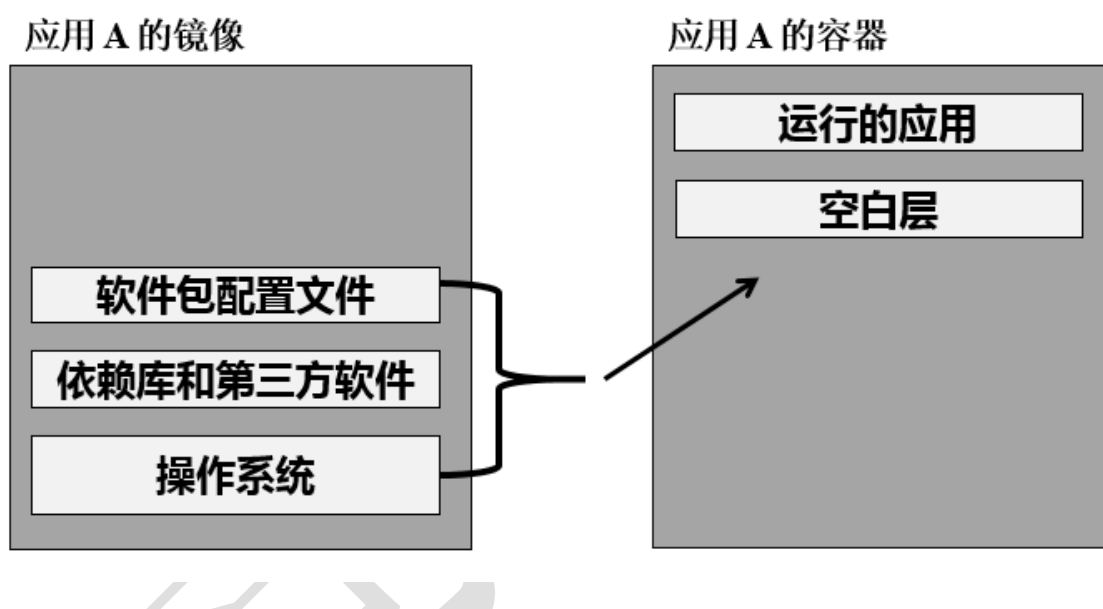 应用 A 的镜像
应用 A 的容器
运行的应用
空白层
软件包配置文件
依赖库和第三方软件
操作系统